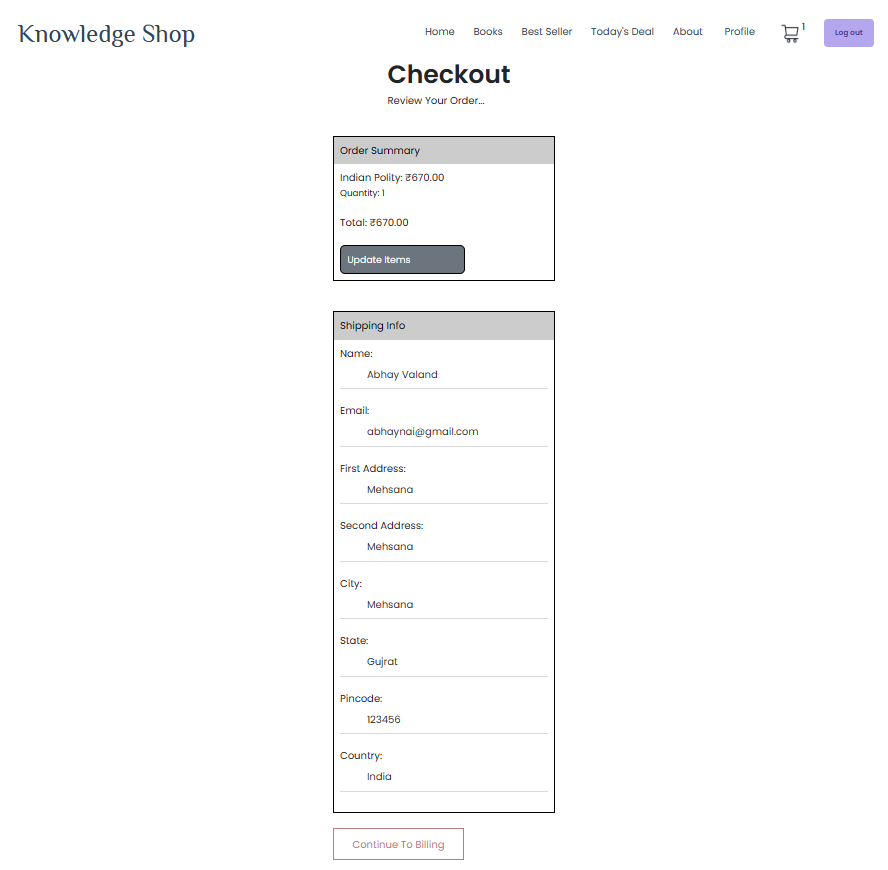 Knowledge Shop
Home Books Best Seller Today's Deal About Profile 1 Log out
Checkout
Review Your Order...
Order Summary
Indian Polity: ₹670.00
Quantity: 1
Total: ₹670.00
Update Items
Shipping Info
Name:
Abhay Valand
Email:
abhaynai@gmail.com
First Address:
Mehsana
Second Address:
Mehsana
City:
Mehsana
State:
Gujrat
Pincode:
123456
Country:
India
Continue To Billing